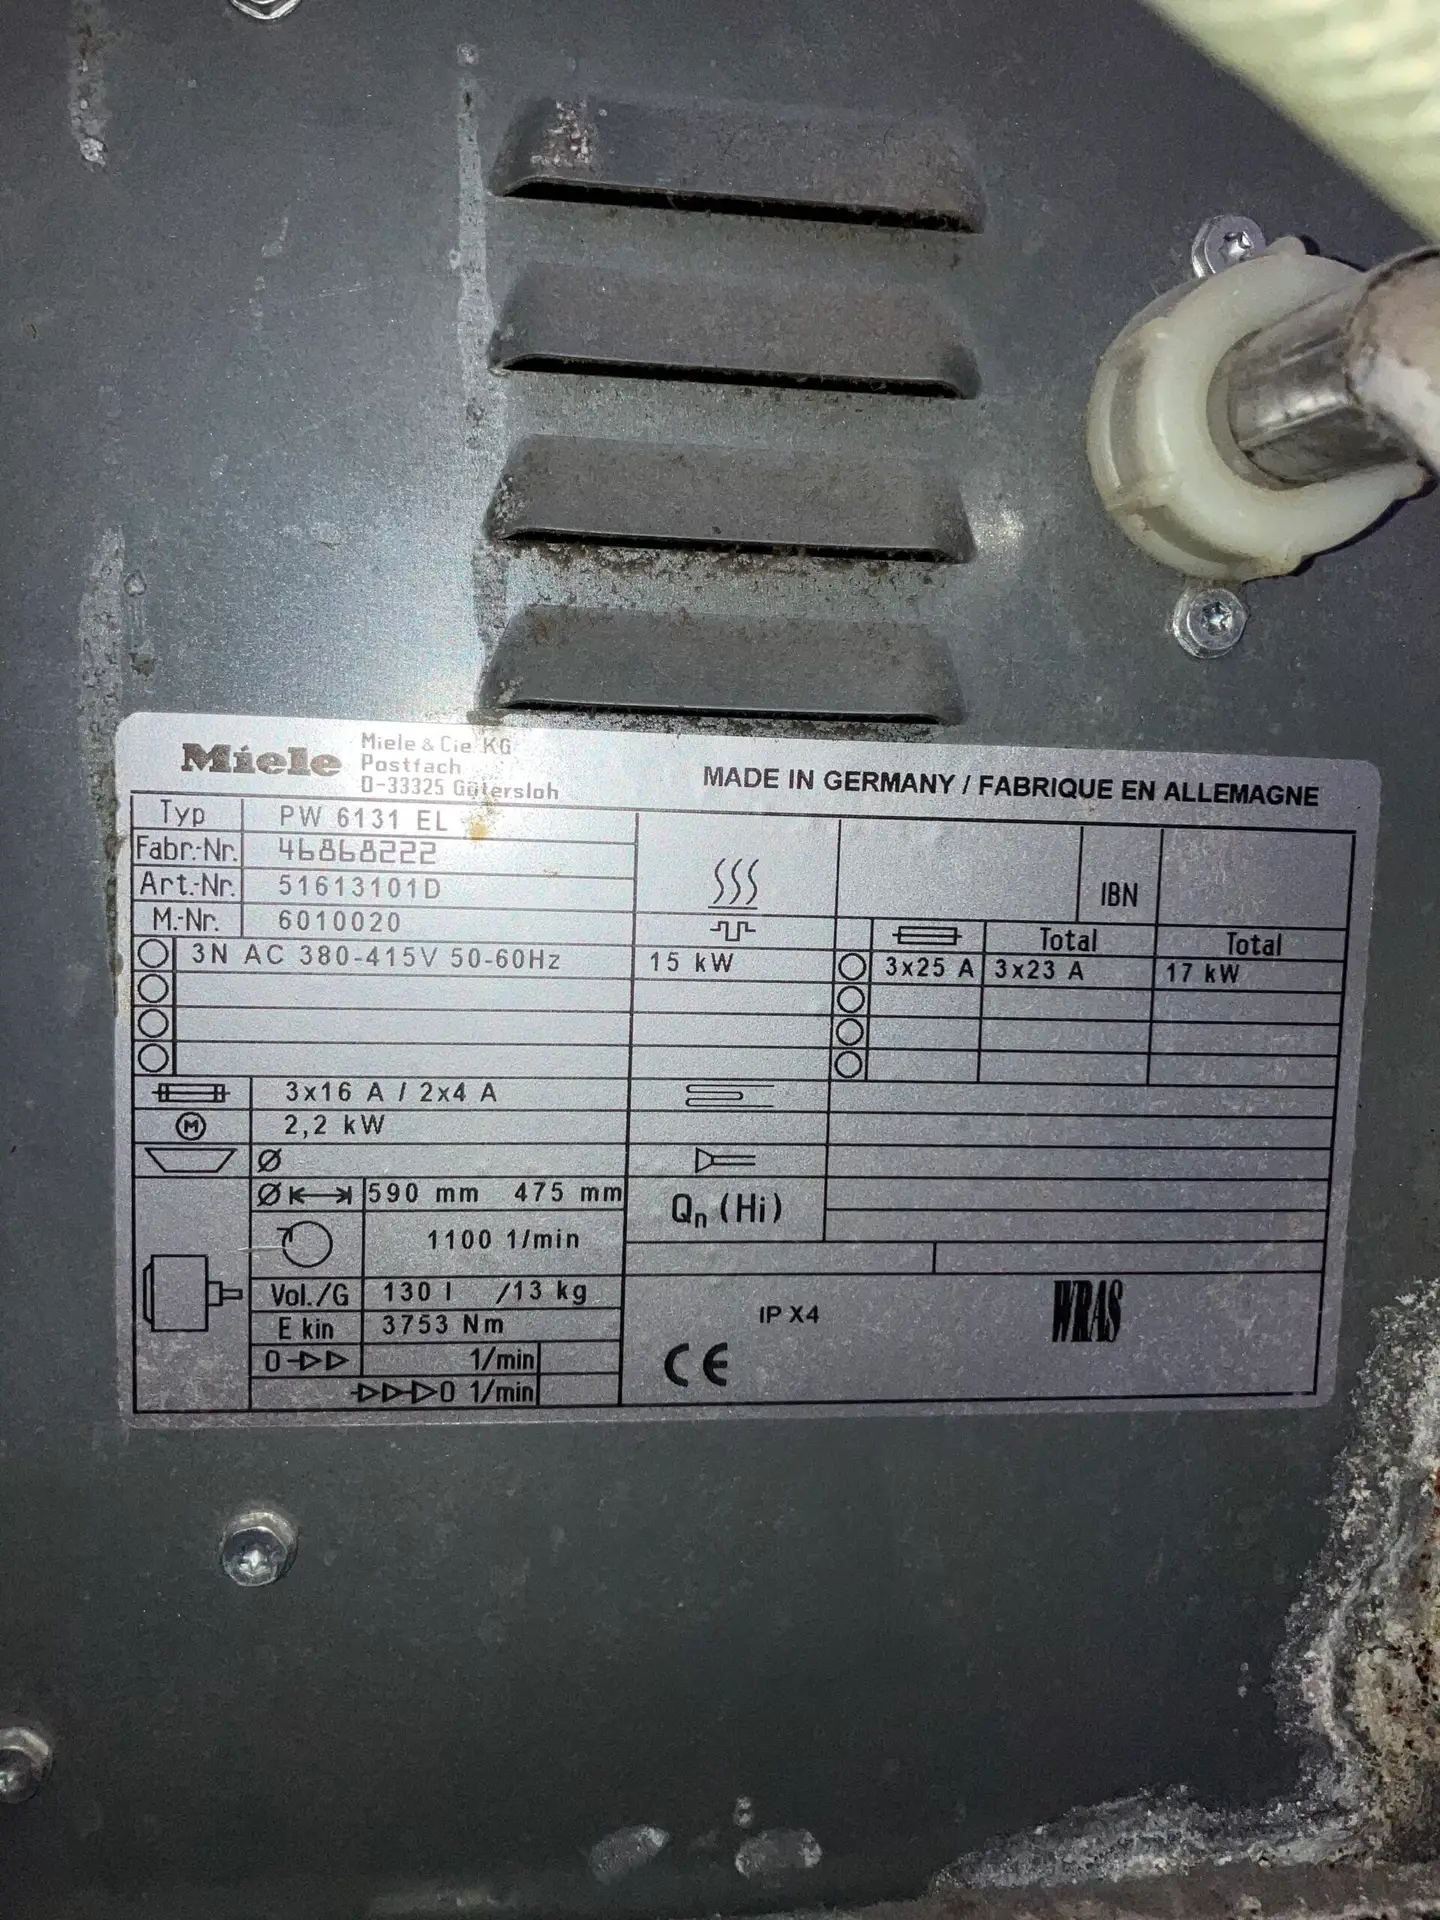 Miele
Miele & Cie KG
Postfach
D-33325 Gütersloh
MADE IN GERMANY / FABRIQUE EN ALLEMAGNE
Typ PW 6131 EL
Fabr.-Nr. 46868222
Art.-Nr. 51613101D
M.-Nr. 6010020
IBN
Total Total
3N AC 380-415V 50-60Hz 15 kW 3x25 A 3x23 A 17 kW
3x16 A / 2x4 A
M 2,2 kW
Ø
Ø 590 mm 475 mm
Qn (Hi)
1100 1/min
Vol./G 130 l /13 kg
E kin 3753 Nm
0 1/min
0 1/min
IP X4
WRAS
CE